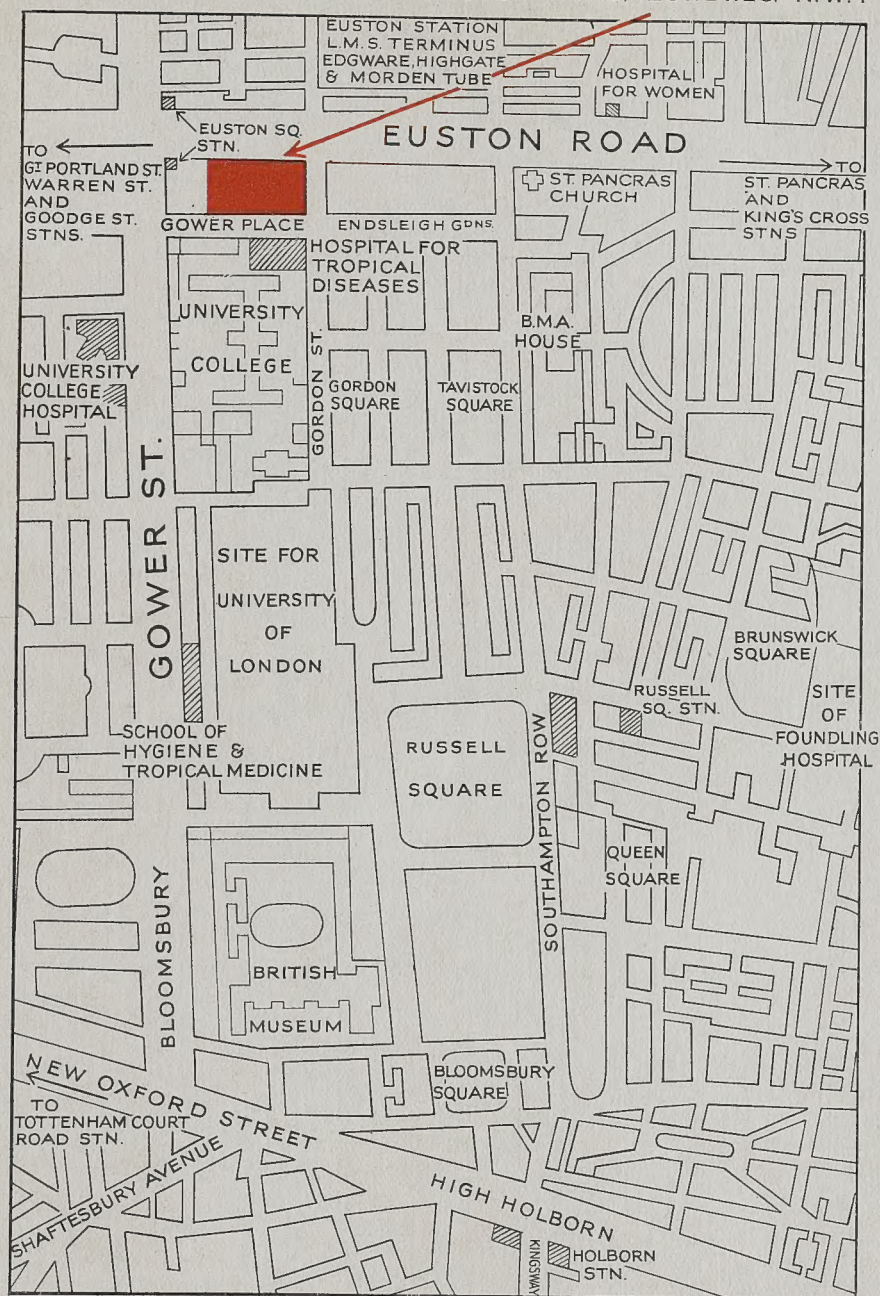 EUSTON STATION
L.M.S. TERMINUS
EDGWARE, HIGHGATE
& MORDEN TUBE
HOSPITAL
FOR WOMEN
EUSTON SQ.
STN.
EUSTON ROAD
TO
GT PORTLAND ST.
WARREN ST.
AND
GOODGE ST.
STNS.
TO
ST. PANCRAS
AND
KING'S CROSS
STNS
ST. PANCRAS
CHURCH
GOWER PLACE
ENDSLEIGH GDNS.
HOSPITAL FOR
TROPICAL
DISEASES
UNIVERSITY
COLLEGE
B.M.A.
HOUSE
UNIVERSITY
COLLEGE
HOSPITAL
GORDON ST.
GORDON
SQUARE
TAVISTOCK
SQUARE
GOWER ST.
SITE FOR
UNIVERSITY
OF
LONDON
BRUNSWICK
SQUARE
RUSSELL
SQ. STN.
SITE
OF
FOUNDLING
HOSPITAL
SCHOOL OF
HYGIENE &
TROPICAL MEDICINE
RUSSELL
SQUARE
SOUTHAMPTON ROW
QUEEN
SQUARE
BLOOMSBURY
BRITISH
MUSEUM
BLOOMSBURY
SQUARE
NEW OXFORD STREET
TO
TOTTENHAM COURT
ROAD STN.
SHAFTESBURY AVENUE
HIGH HOLBORN
KINGSWAY
HOLBORN
STN.